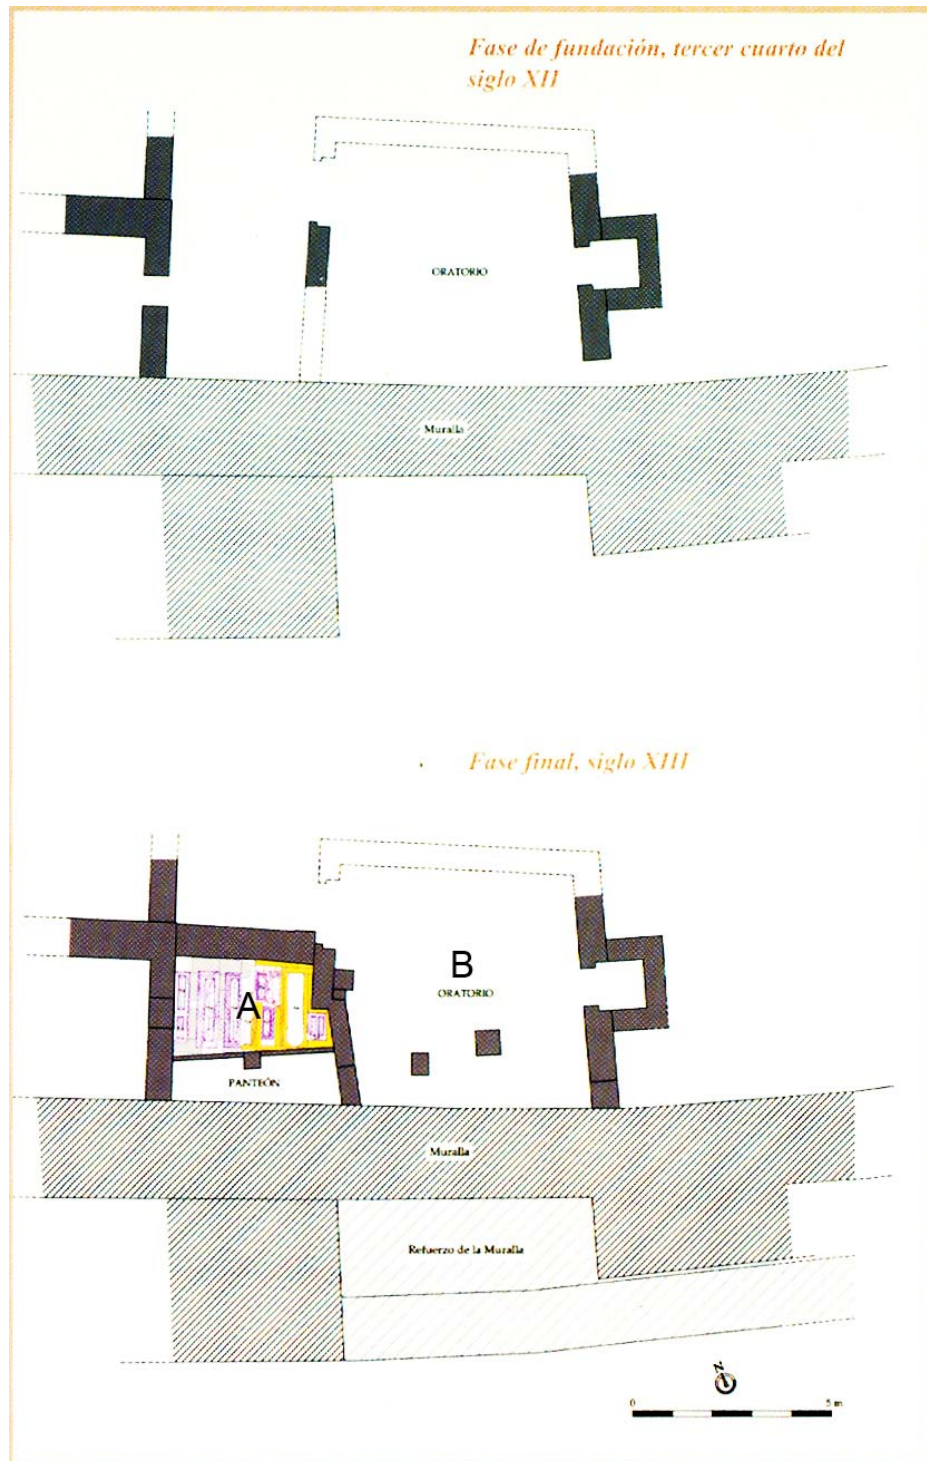 Fase de fundación, tercer cuarto del
siglo XII
ORATORIO
Muralla
Fase final, siglo XIII
A
B
ORATORIO
PANTEÓN
Muralla
Refuerzo de la Muralla
N
0 5 m